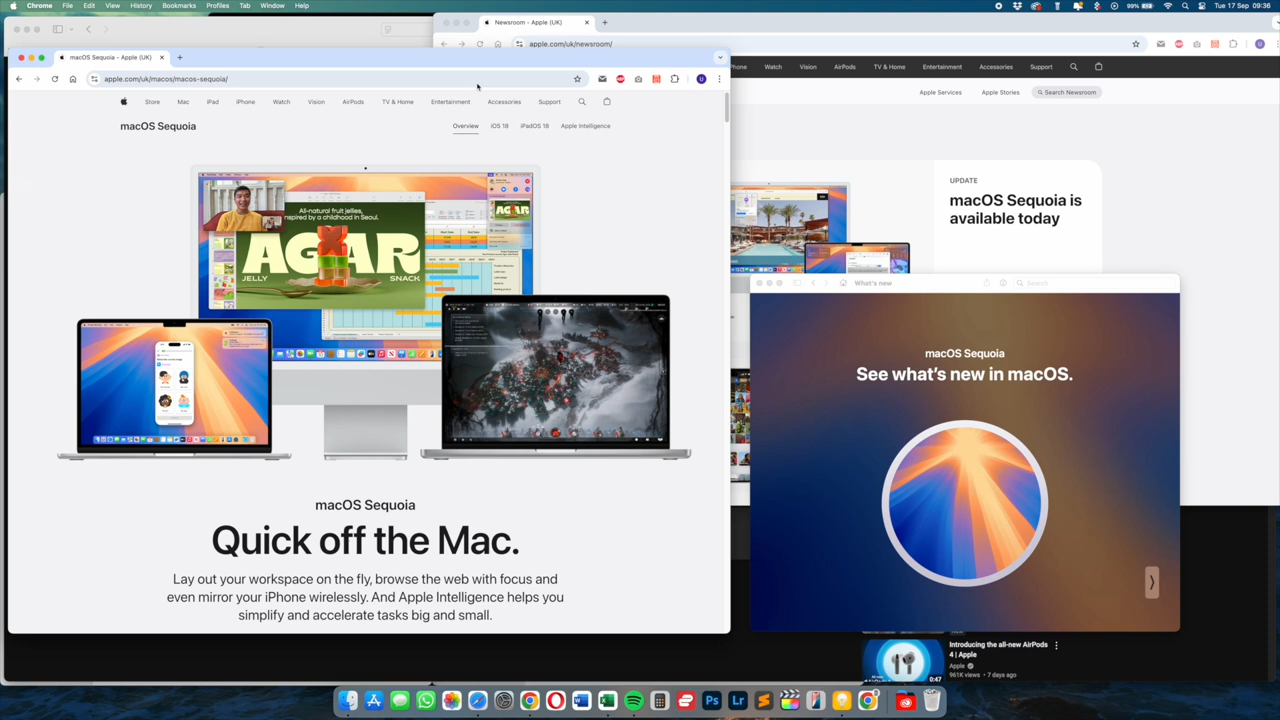 Chrome File Edit View History Bookmarks Profiles Tab Window Help
99% Tue 17 Sep 09:36
Newsroom - Apple (UK)
apple.com/uk/newsroom/
macOS Sequoia - Apple (UK)
apple.com/uk/macos/macos-sequoia/
U
U
Store Mac iPad iPhone Watch Vision AirPods TV & Home Entertainment Accessories Support
macOS Sequoia
Overview iOS 18 iPadOS 18 Apple Intelligence
All-natural fruit jellies,
inspired by a childhood in Seoul.
AGAR
JELLY SNACK
macOS Sequoia
Quick off the Mac.
Lay out your workspace on the fly, browse the web with focus and
even mirror your iPhone wirelessly. And Apple Intelligence helps you
simplify and accelerate tasks big and small.
Phone Watch Vision AirPods TV & Home Entertainment Accessories Support
Apple Services Apple Stories Search Newsroom
UPDATE
macOS Sequoia is
available today
What's new
Search
macOS Sequoia
See what's new in macOS.
Introducing the all-new AirPods
4 | Apple
Apple
961K views • 7 days ago
0:47
Ps Lr